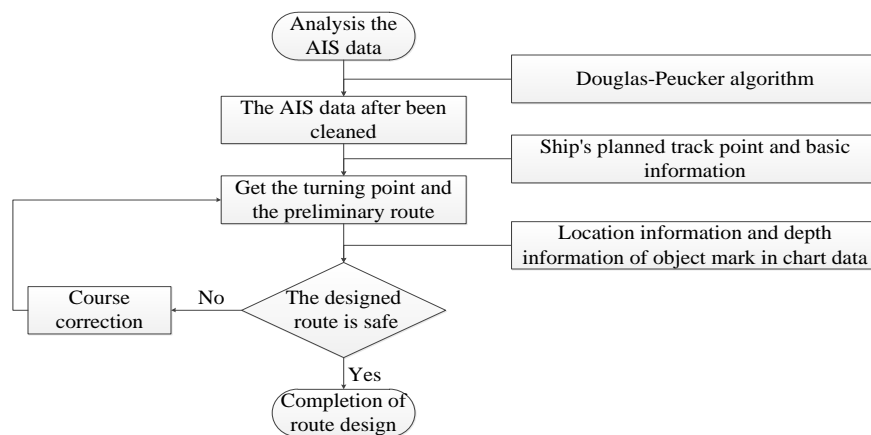 Analysis the
AIS data
Douglas-Peucker algorithm
The AIS data after been
cleaned
Ship's planned track point and basic
information
Get the turning point and
the preliminary route
Location information and depth
information of object mark in chart data
Course
correction
No
The designed
route is safe
Yes
Completion of
route design